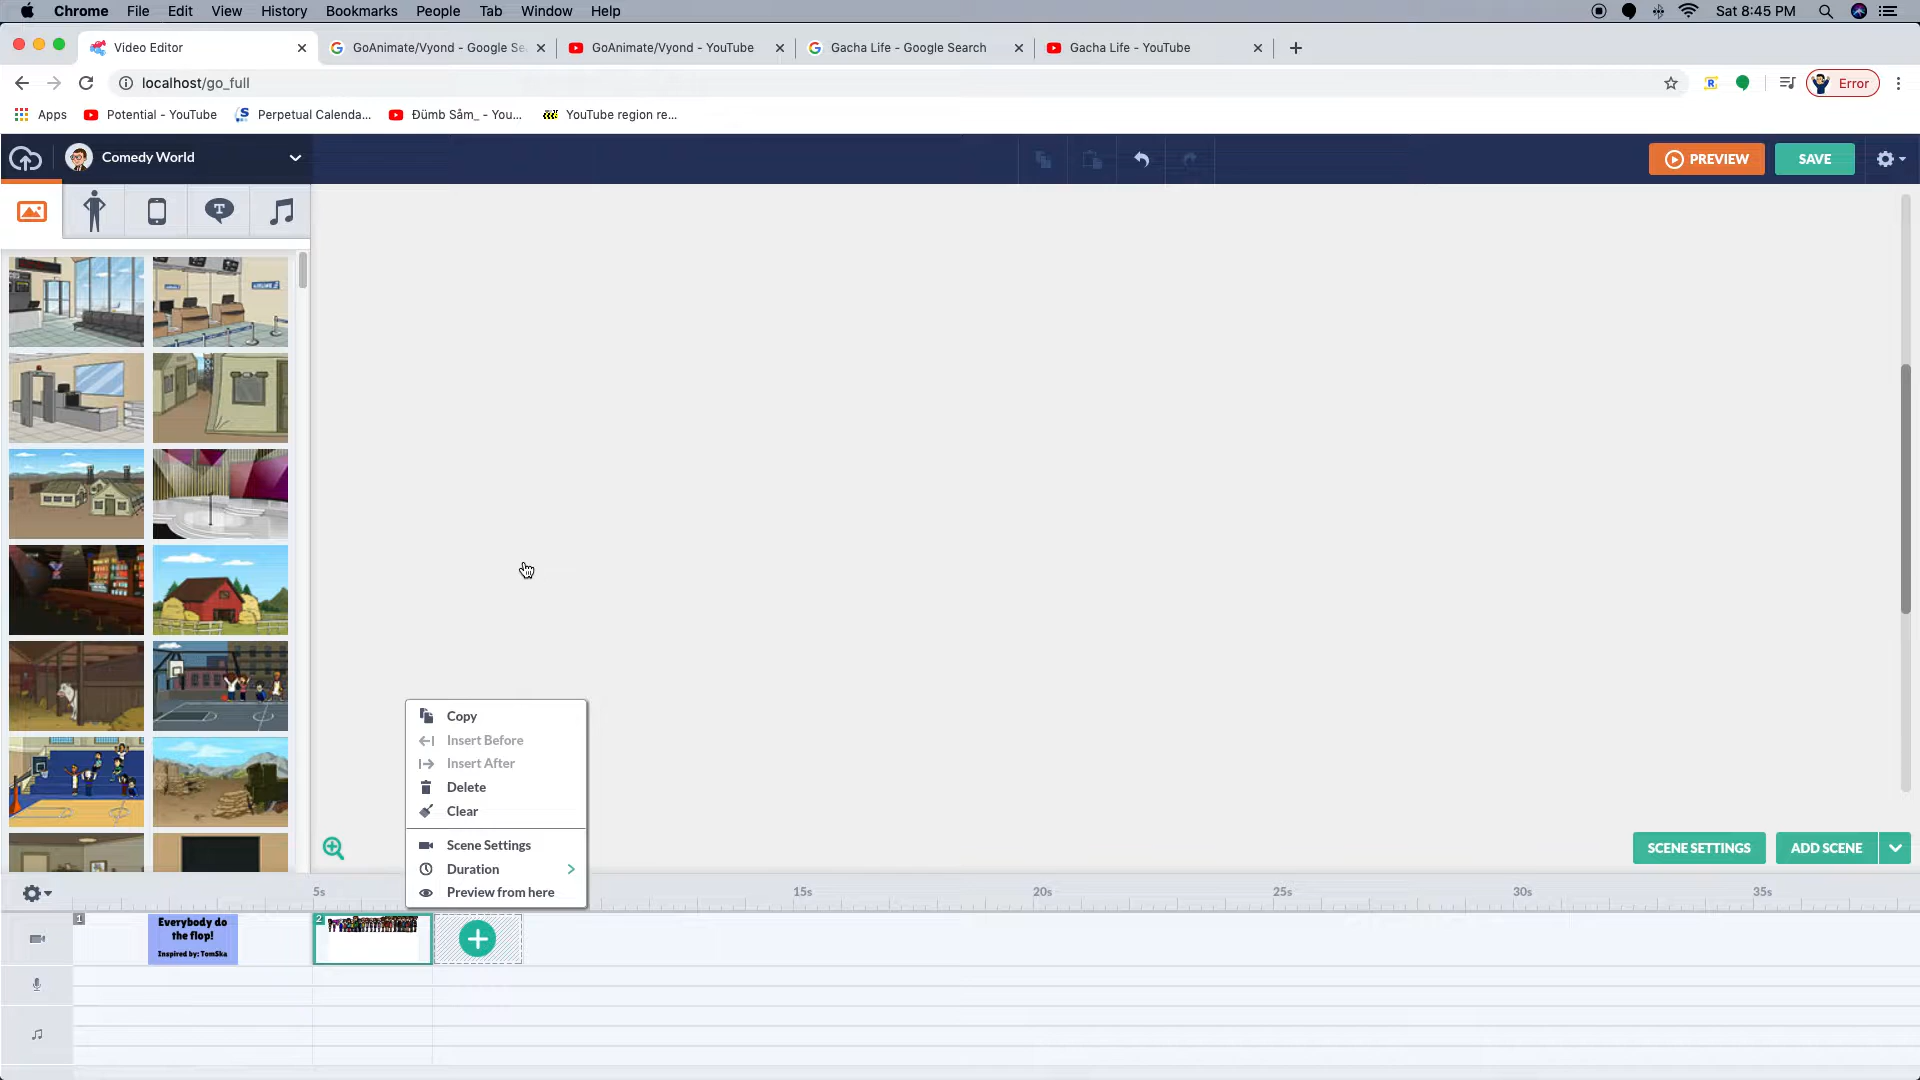 Chrome File Edit View History Bookmarks People Tab Window Help Sat 8:45 PM
Video Editor GoAnimate/Vyond - Google Se GoAnimate/Vyond - YouTube Gacha Life - Google Search Gacha Life - YouTube
localhost/go_full Error
Apps Potential - YouTube Perpetual Calenda... Đümb Såm_ - You... YouTube region re...
Comedy World PREVIEW SAVE
T
Copy
Insert Before
Insert After
Delete
Clear
Scene Settings
Duration
Preview from here
SCENE SETTINGS ADD SCENE
5s 15s 20s 25s 30s 35s
1 2
Everybody do
the flop!
Inspired by: TomSka